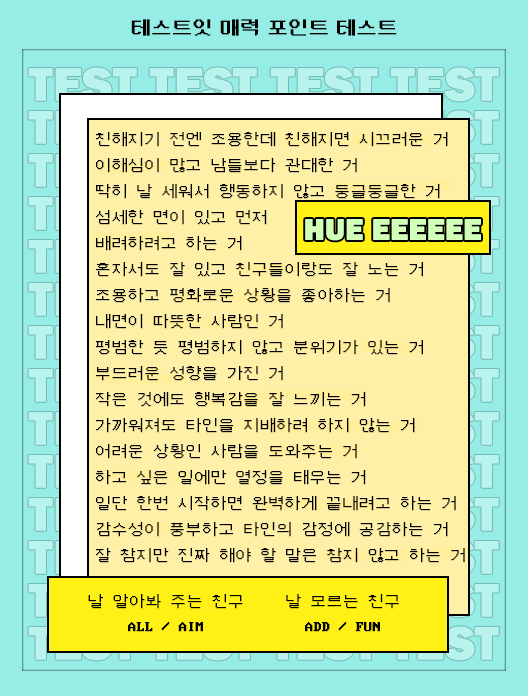 테스트잇 매력 포인트 테스트
TEST TEST TEST TEST
친해지기 전엔 조용한데 친해지면 시끄러운 거
이해심이 많고 남들보다 관대한 거
딱히 날 세워서 행동하지 않고 둥글둥글한 거
섬세한 면이 있고 먼저
HUE EEEEEE
배려하려고 하는 거
혼자서도 잘 있고 친구들이랑도 잘 노는 거
조용하고 평화로운 상황을 좋아하는 거
내면이 따뜻한 사람인 거
평범한 듯 평범하지 않고 분위기가 있는 거
부드러운 성향을 가진 거
작은 것에도 행복감을 잘 느끼는 거
가까워져도 타인을 지배하려 하지 않는 거
어려운 상황인 사람을 도와주는 거
하고 싶은 일에만 열정을 태우는 거
일단 한번 시작하면 완벽하게 끝내려고 하는 거
감수성이 풍부하고 타인의 감정에 공감하는 거
잘 참지만 진짜 해야 할 말은 참지 않고 하는 거
날 알아봐 주는 친구 날 모르는 친구
ALL / AIM ADD / FUN